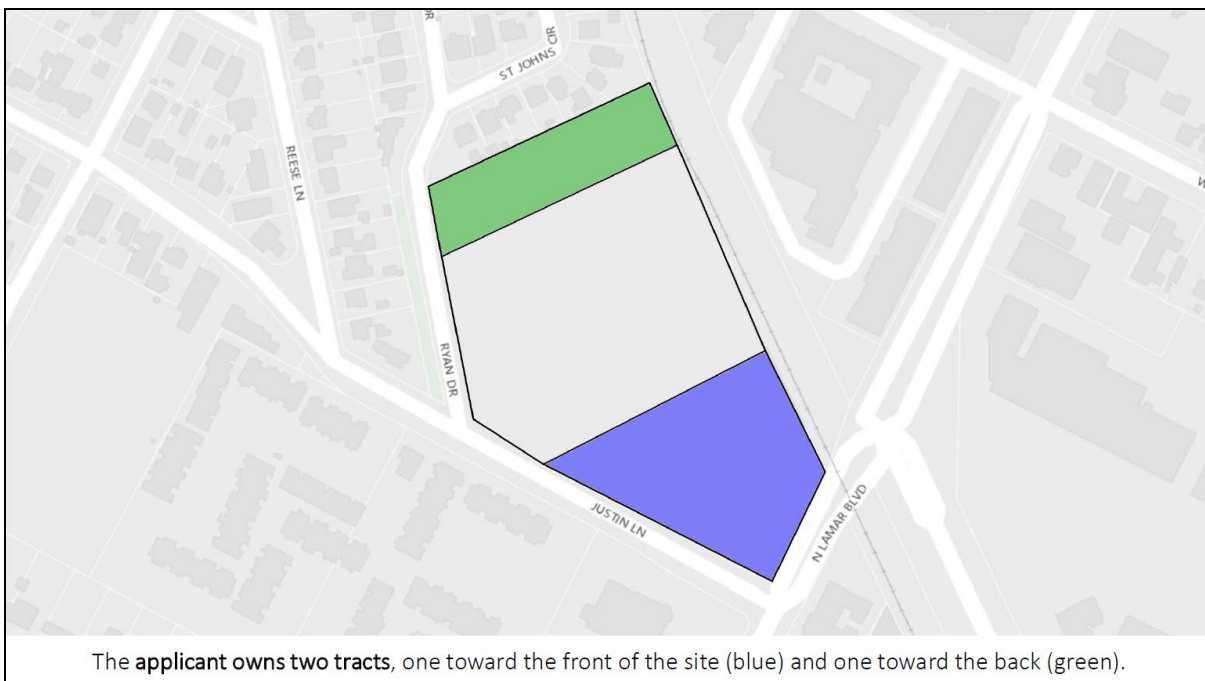 DR
CIR
ST JOHNS
REESE LN
RYAN DR
JUSTIN LN
N LAMAR BLVD
W
The applicant owns two tracts, one toward the front of the site (blue) and one toward the back (green).